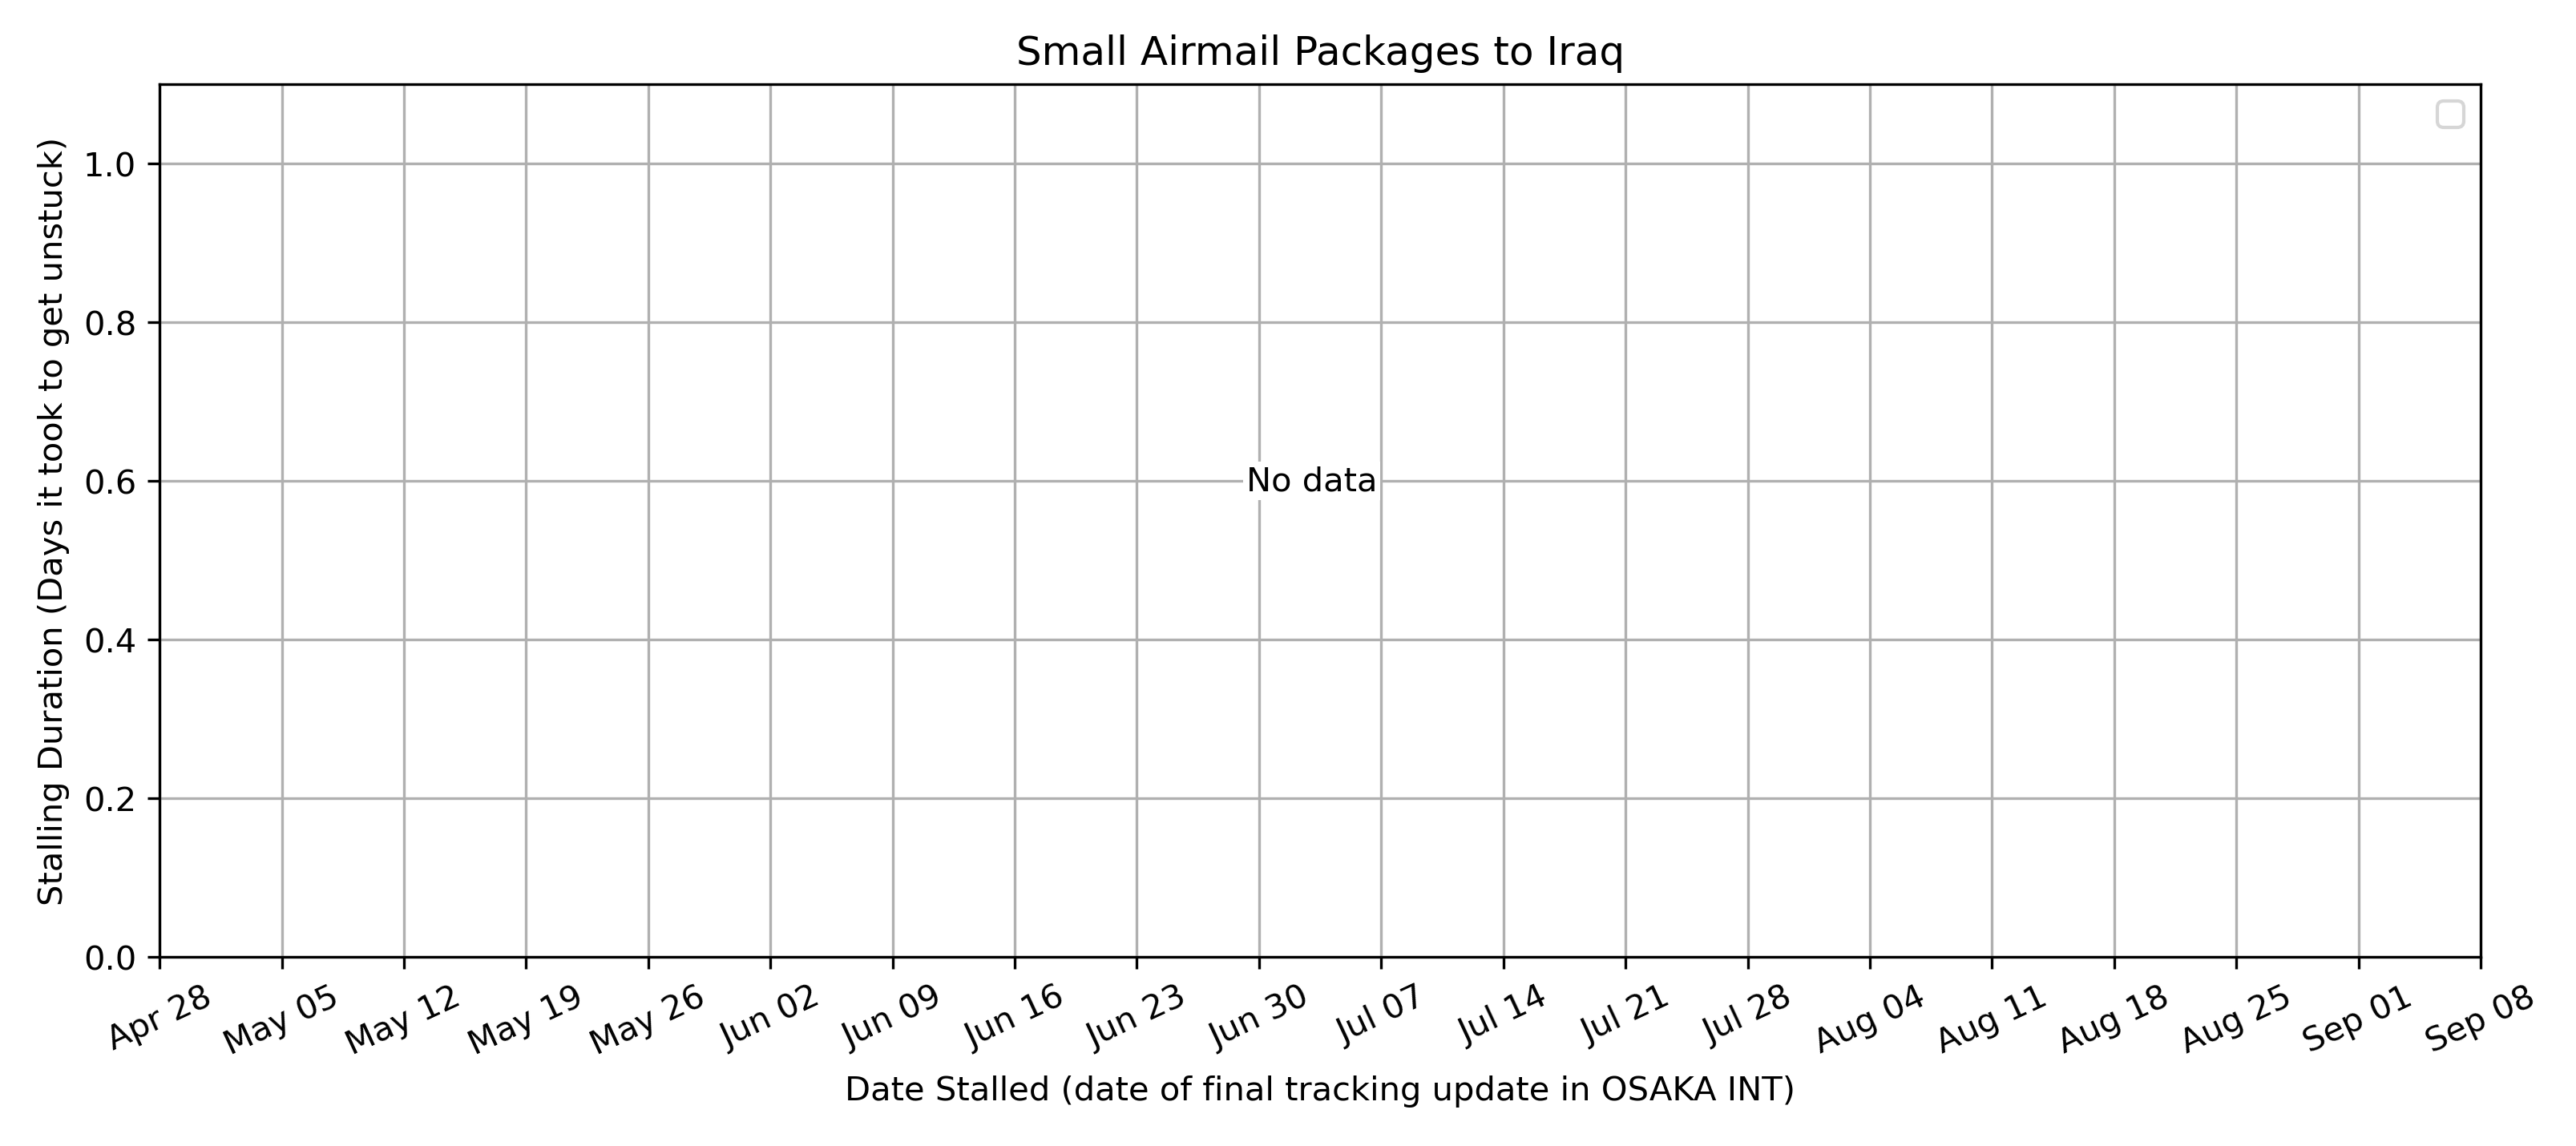 Small Airmail Packages to Iraq
Stalling Duration (Days it took to get unstuck)
1.0
0.8
0.6
0.4
0.2
0.0
No data
Apr 28
May 05
May 12
May 19
May 26
Jun 02
Jun 09
Jun 16
Jun 23
Jun 30
Jul 07
Jul 14
Jul 21
Jul 28
Aug 04
Aug 11
Aug 18
Aug 25
Sep 01
Sep 08
Date Stalled (date of final tracking update in OSAKA INT)